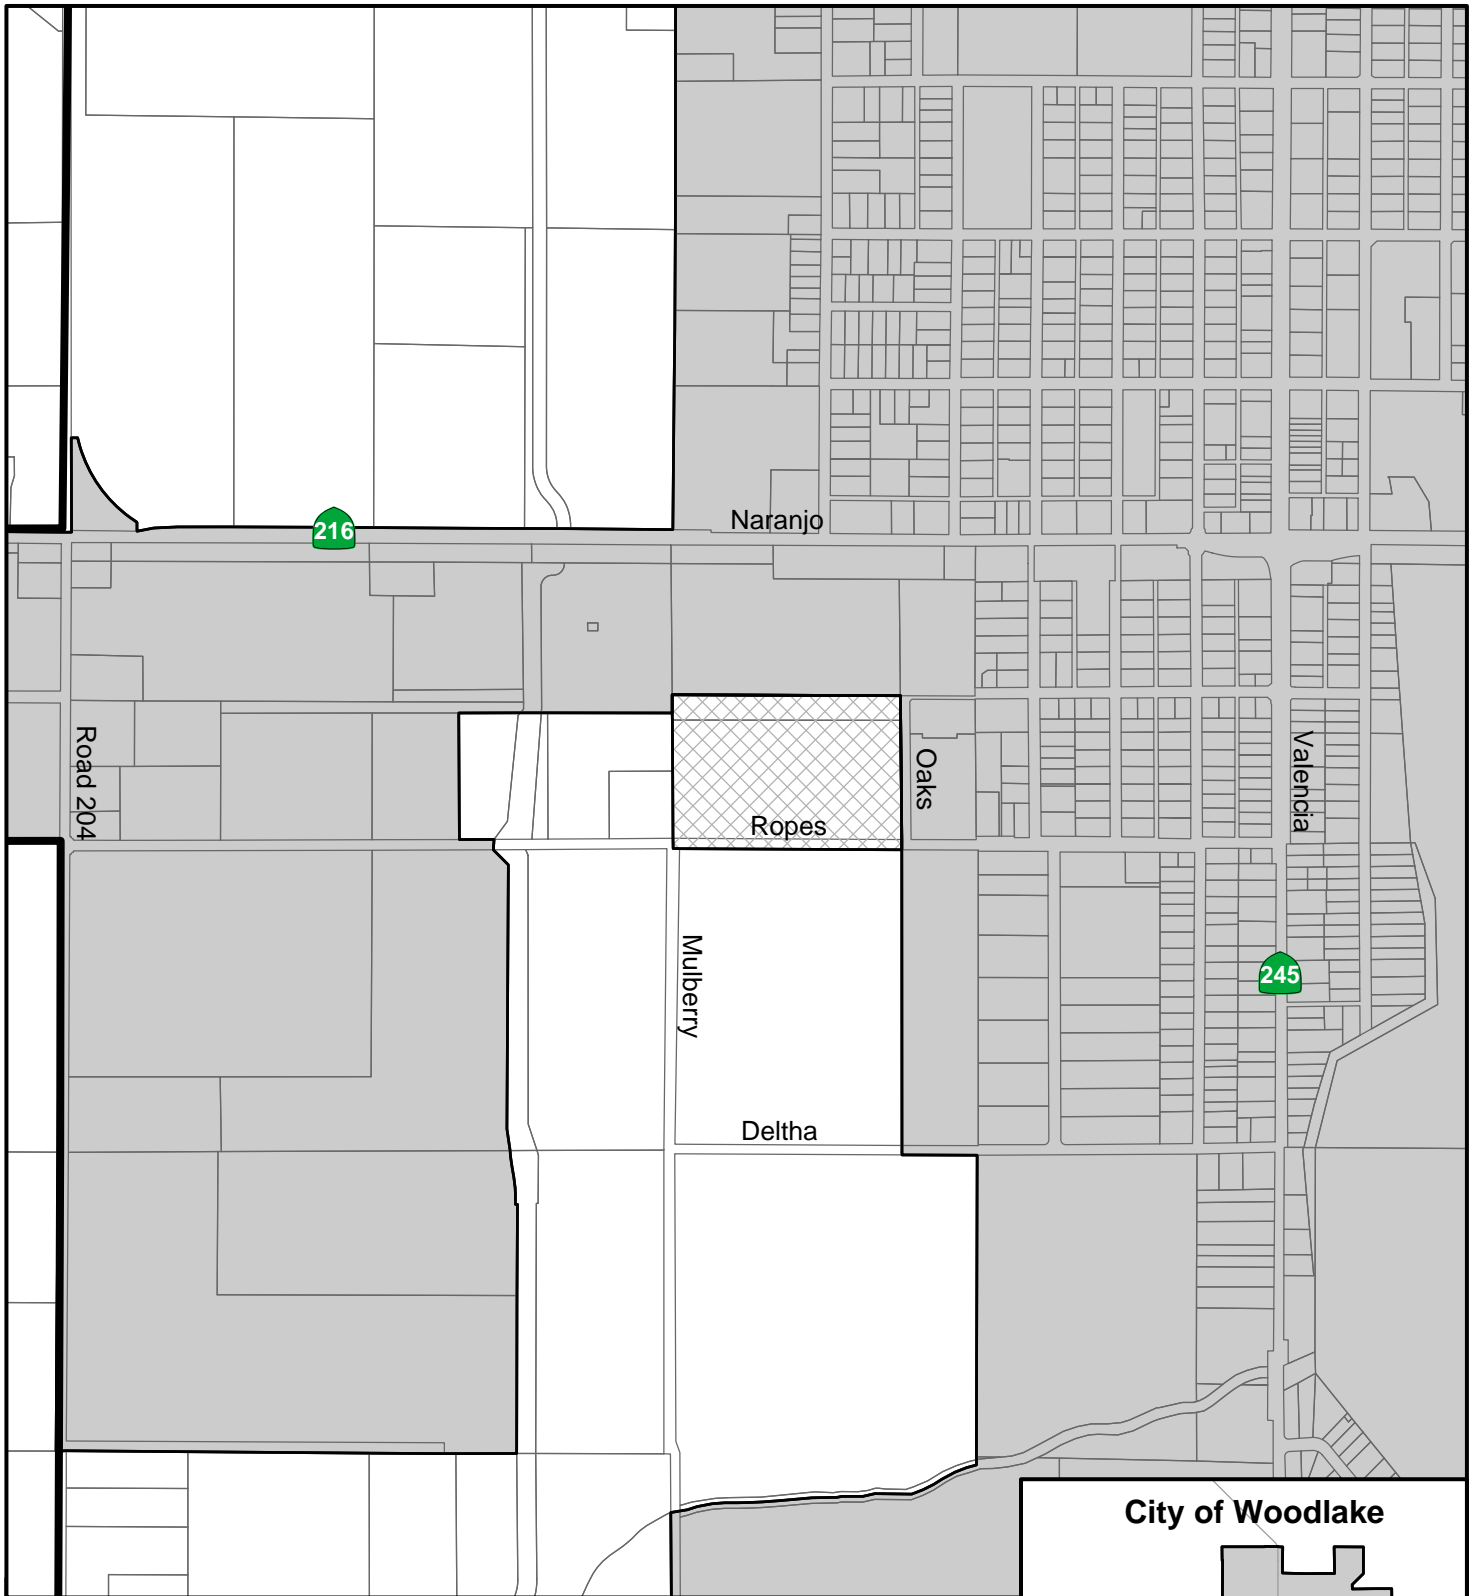 Naranjo
216
Road 204
Oaks
Valencia
Ropes
Mulberry
245
Deltha
City of Woodlake